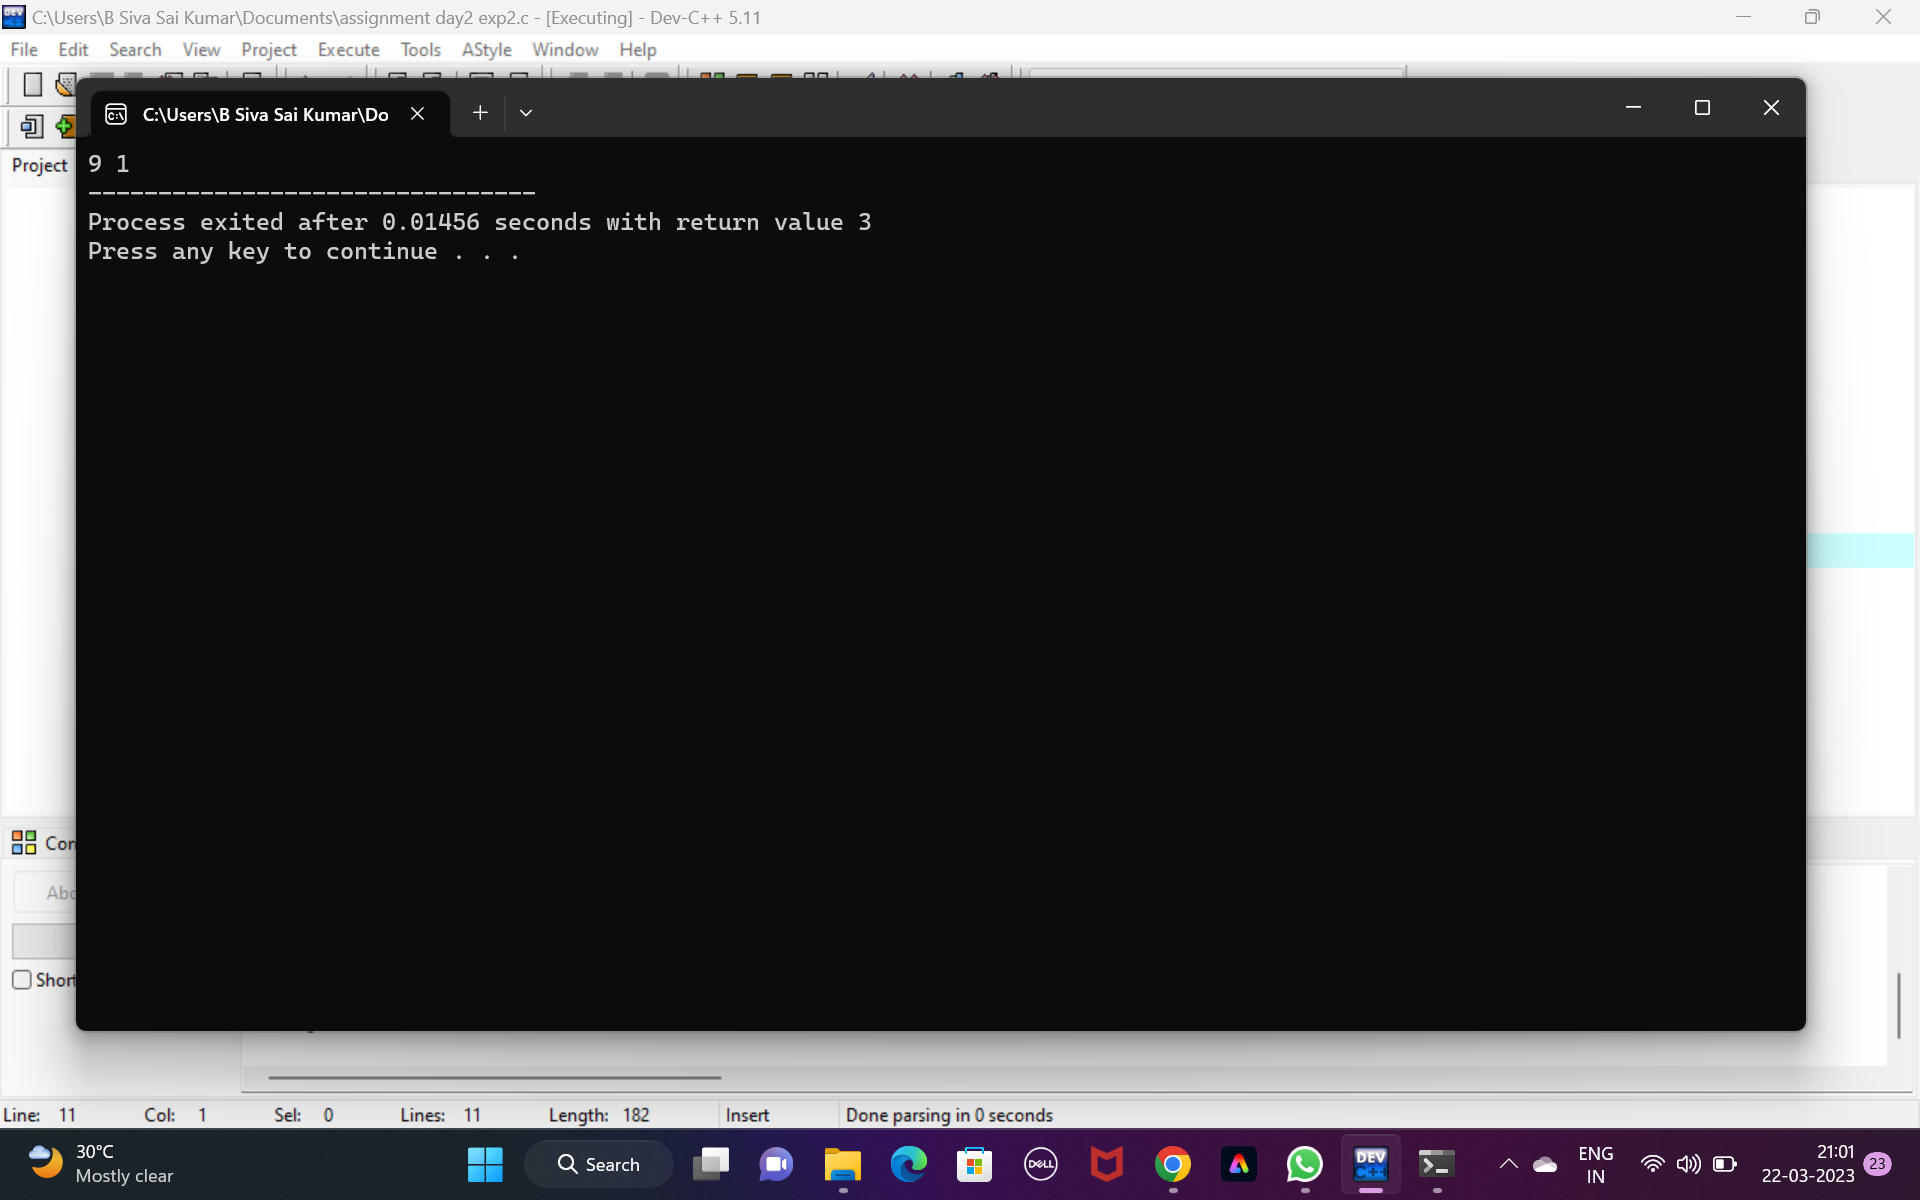 C:\Users\B Siva Sai Kumar\Documents\assignment day2 exp2.c - [Executing] - Dev-C++ 5.11
File Edit Search View Project Execute Tools AStyle Window Help
C:\Users\B Siva Sai Kumar\Do
Project
9 1
--------------------------------
Process exited after 0.01456 seconds with return value 3
Press any key to continue . . .
Line: 11 Col: 1 Sel: 0 Lines: 11 Length: 182 Insert Done parsing in 0 seconds
30°C
Mostly clear
Search
DELL
DEV
C++
ENG
IN
21:01
22-03-2023
23